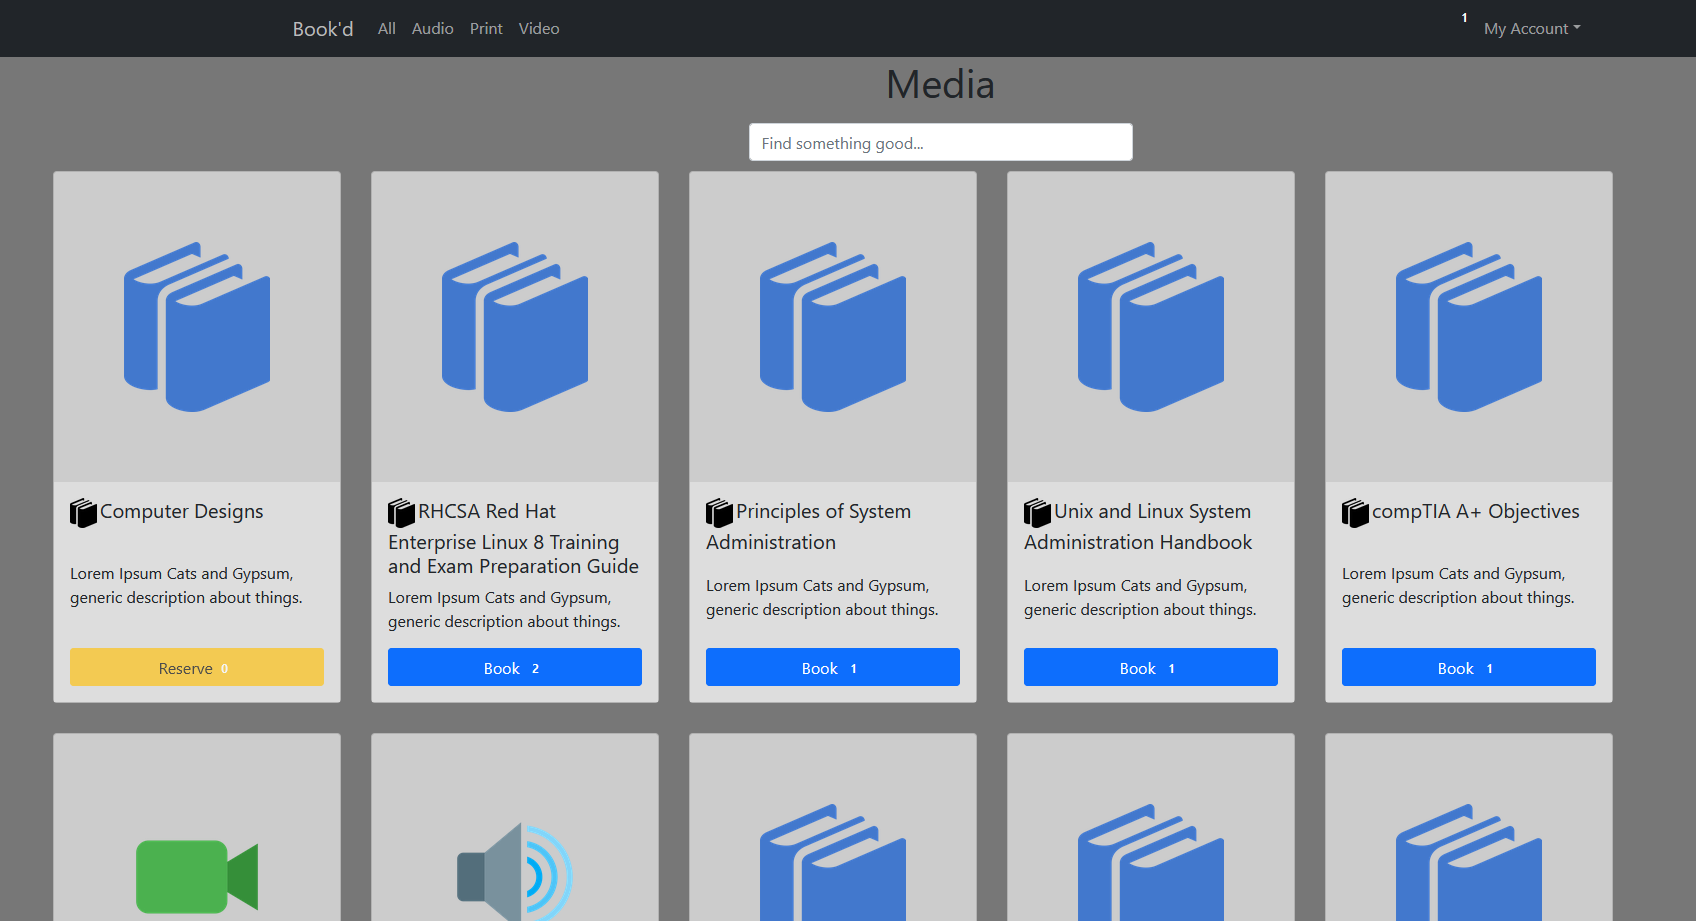 Book'd All Audio Print Video 1 My Account
Media
Find something good...
Computer Designs
Lorem Ipsum Cats and Gypsum,
generic description about things.
Reserve 0
RHCSA Red Hat
Enterprise Linux 8 Training
and Exam Preparation Guide
Lorem Ipsum Cats and Gypsum,
generic description about things.
Book 2
Principles of System
Administration
Lorem Ipsum Cats and Gypsum,
generic description about things.
Book 1
Unix and Linux System
Administration Handbook
Lorem Ipsum Cats and Gypsum,
generic description about things.
Book 1
compTIA A+ Objectives
Lorem Ipsum Cats and Gypsum,
generic description about things.
Book 1